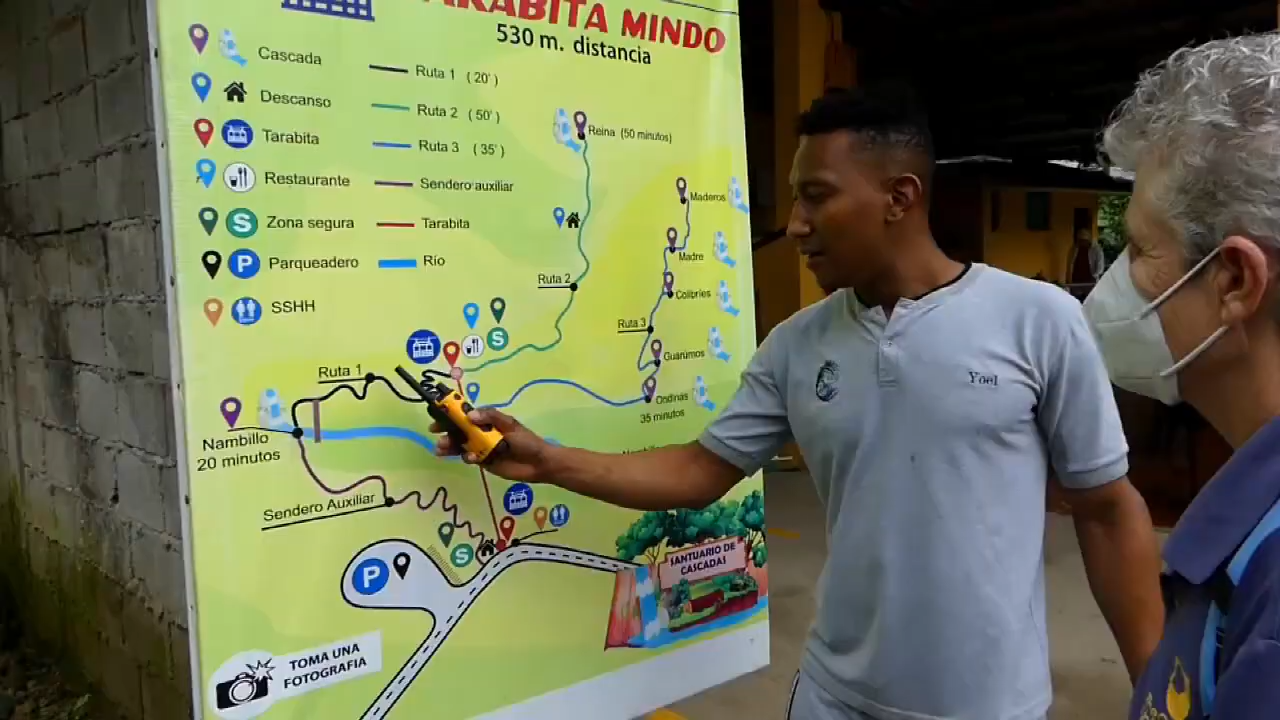 TARABITA MINDO
530 m. distancia
Cascada
Descanso
Tarabita
Restaurante
S Zona segura
P Parqueadero
SSHH
Ruta 1 (20')
Ruta 2 (50')
Ruta 3 (35')
Sendero auxiliar
Tarabita
Río
Reina (50 minutos)
Maderos
Madre
Colibríes
Ruta 2
Ruta 3
Guarumos
S
Ruta 1
Ondinas
35 minutos
Nambillo
20 minutos
Sendero Auxiliar
S
P
SANTUARIO DE
CASCADAS
TOMA UNA
FOTOGRAFIA
Yoel